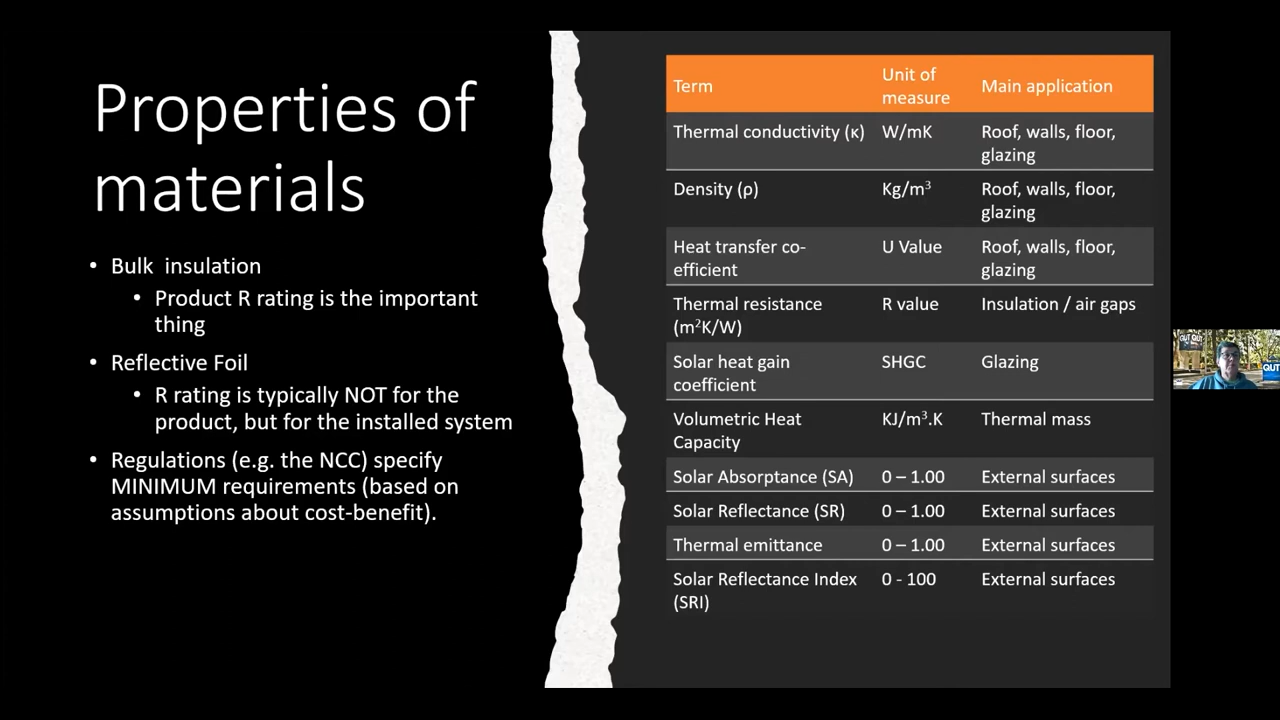 Properties of
materials
• Bulk  insulation
• Product R rating is the important
thing
• Reflective Foil
• R rating is typically NOT for the
product, but for the installed system
• Regulations (e.g. the NCC) specify
MINIMUM requirements (based on
assumptions about cost-benefit).
Term
Unit of
measure
Main application
Thermal conductivity (κ)
W/mK
Roof, walls, floor,
glazing
Density (ρ)
Kg/m³
Roof, walls, floor,
glazing
Heat transfer co-
efficient
U Value
Roof, walls, floor,
glazing
Thermal resistance
(m²K/W)
R value
Insulation / air gaps
Solar heat gain
coefficient
SHGC
Glazing
Volumetric Heat
Capacity
KJ/m³.K
Thermal mass
Solar Absorptance (SA)
0 – 1.00
External surfaces
Solar Reflectance (SR)
0 – 1.00
External surfaces
Thermal emittance
0 – 1.00
External surfaces
Solar Reflectance Index
(SRI)
0 - 100
External surfaces
QUT QUT
QUT